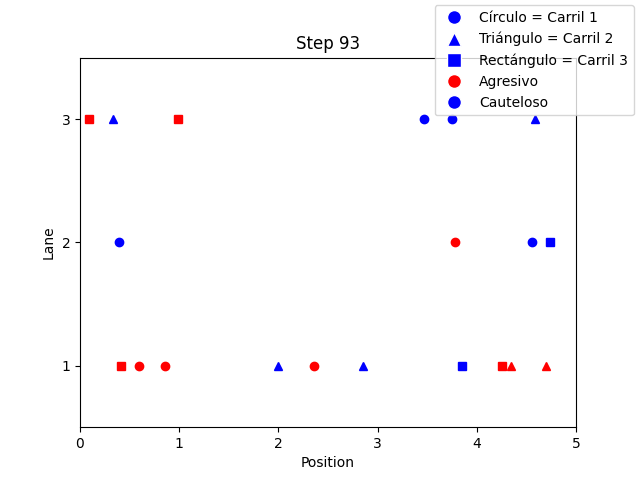 Step 93
Círculo = Carril 1
Triángulo = Carril 2
Rectángulo = Carril 3
Agresivo
Cauteloso
Lane
3
2
1
0 1 2 3 4 5
Position